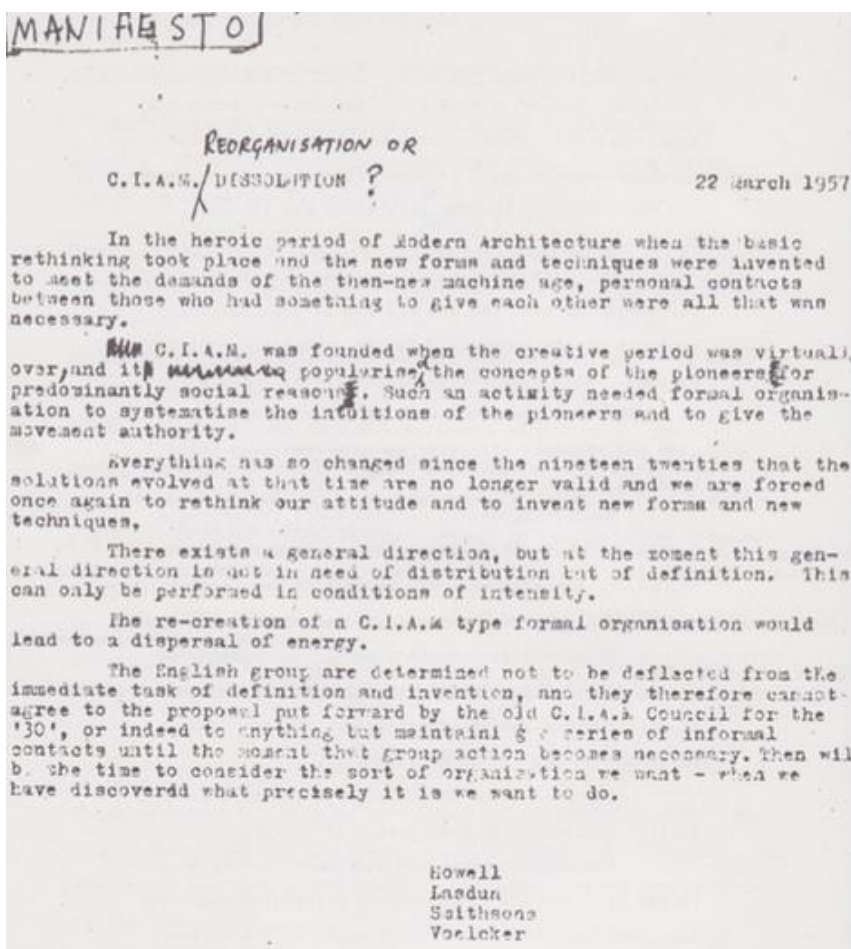 MANIFESTO
REORGANISATION OR
C.I.A.M./DISSOLUTION ?
22 March 1957
In the heroic period of Modern Architecture when the basic
rethinking took place and the new forms and techniques were invented
to meet the demands of the then-new machine age, personal contacts
between those who had something to give each other were all that was
necessary.
C.I.A.M. was founded when the creative period was virtuall
over, and it popularised the concepts of the pioneers for
predominantly social reasons. Such an activity needed formal organis-
ation to systematise the intuitions of the pioneers and to give the
movement authority.
Everything has so changed since the nineteen twenties that the
solutions evolved at that time are no longer valid and we are forced
once again to rethink our attitude and to invent new forms and new
techniques.
There exists a general direction, but at the moment this gen-
eral direction is not in need of distribution but of definition. This
can only be performed in conditions of intensity.
The re-creation of a C.I.A.M type formal organisation would
lead to a dispersal of energy.
The English group are determined not to be deflected from the
immediate task of definition and invention, and they therefore cannot-
agree to the proposal put forward by the old C.I.A.M. Council for the
'30', or indeed to anything but maintaini g a series of informal
contacts until the moment that group action becomes necessary. Then wil
b. the time to consider the sort of organisation we want - when we
have discoverdd what precisely it is we want to do.
Howell
Lasdun
Smithsons
Voelcker